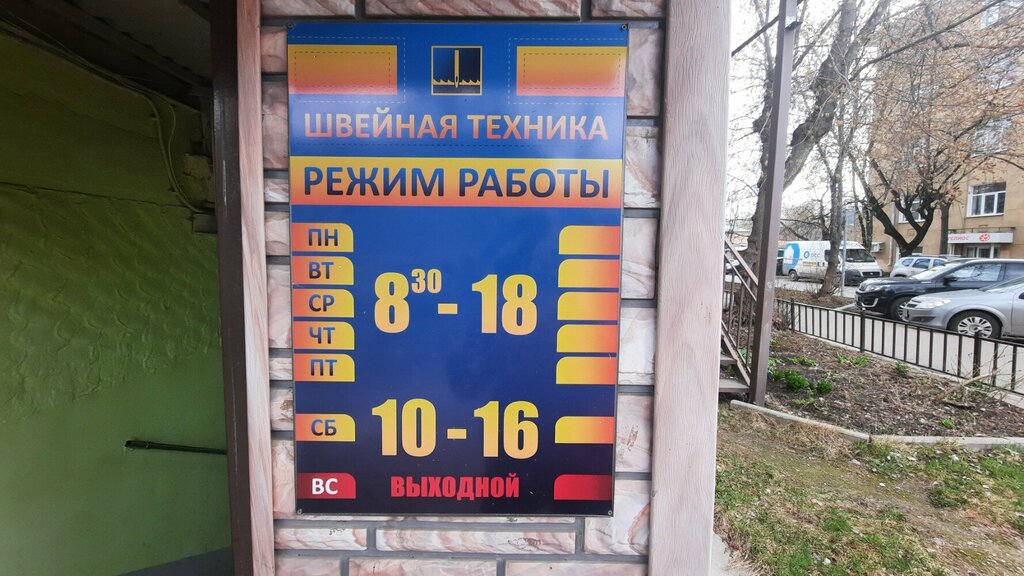 ШВЕЙНАЯ ТЕХНИКА
РЕЖИМ РАБОТЫ
ПН
ВТ
СР
ЧТ
ПТ
8³⁰ - 18
СБ 10 - 16
ВС ВЫХОДНОЙ